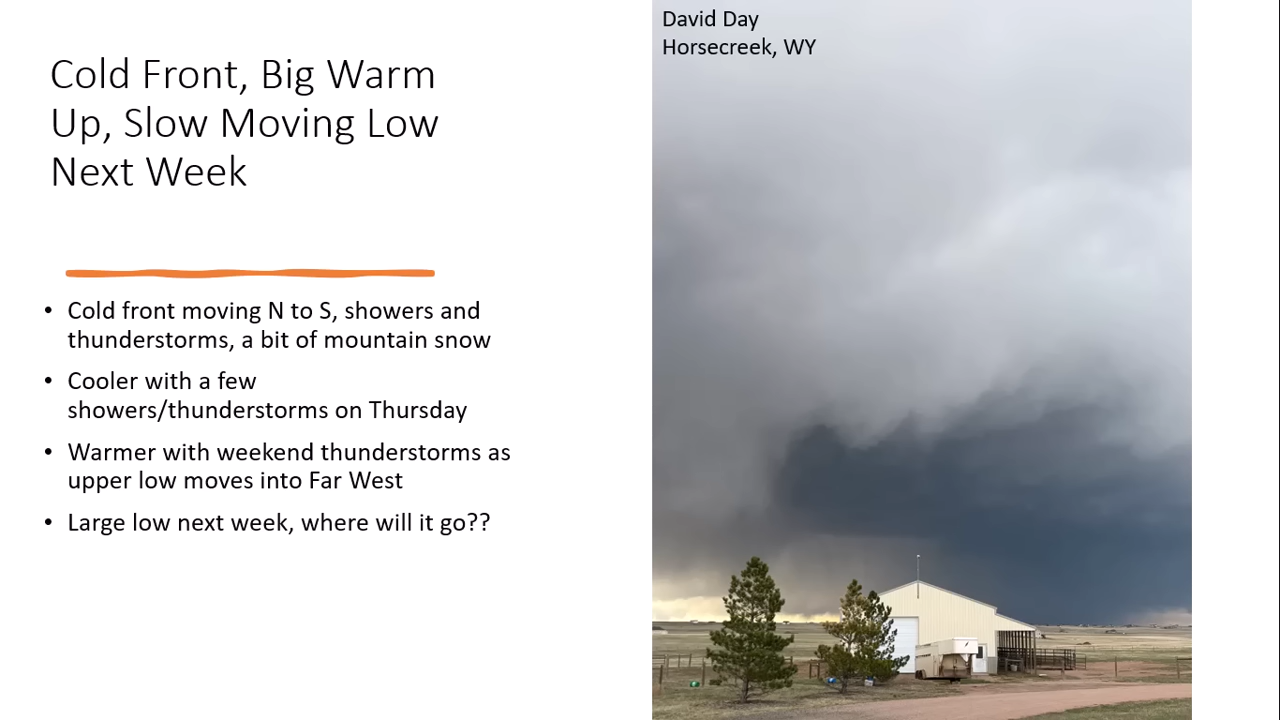 Cold Front, Big Warm
Up, Slow Moving Low
Next Week
• Cold front moving N to S, showers and
thunderstorms, a bit of mountain snow
• Cooler with a few
showers/thunderstorms on Thursday
• Warmer with weekend thunderstorms as
upper low moves into Far West
• Large low next week, where will it go??
David Day
Horsecreek, WY